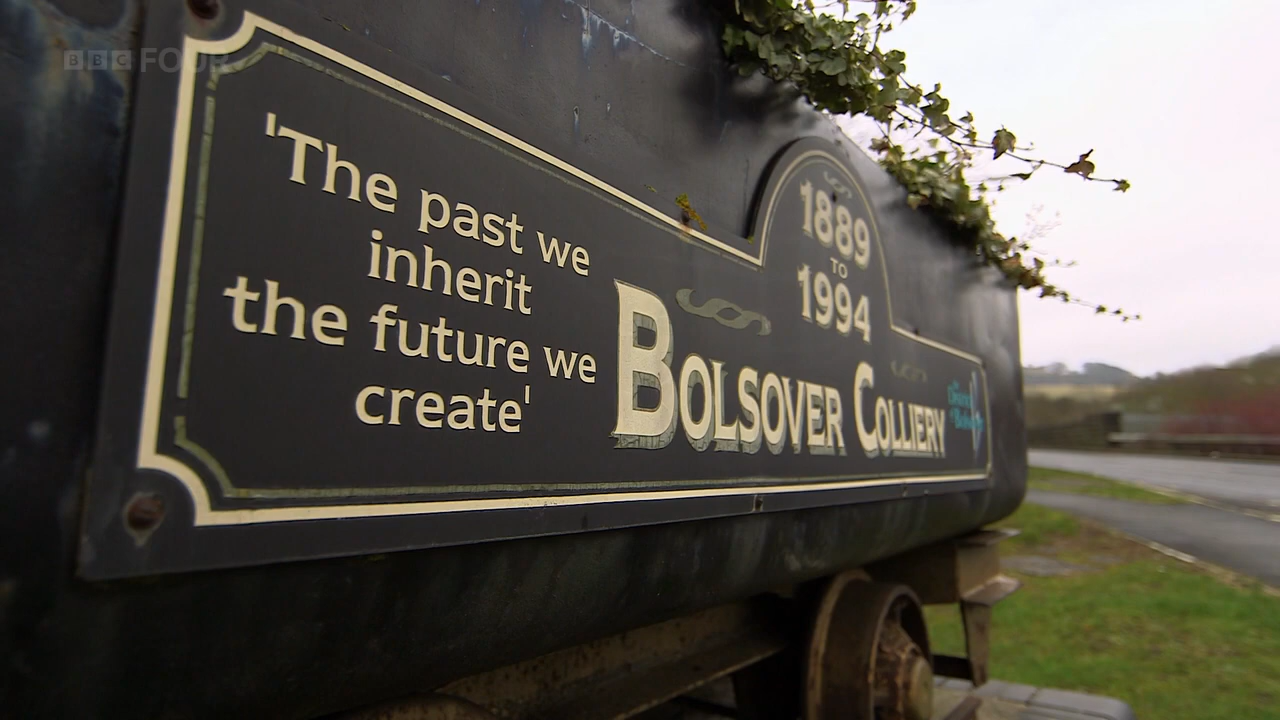 BBC FOUR
'The past we
inherit
the future we
create'
1889
TO
1994
BOLSOVER COLLIERY